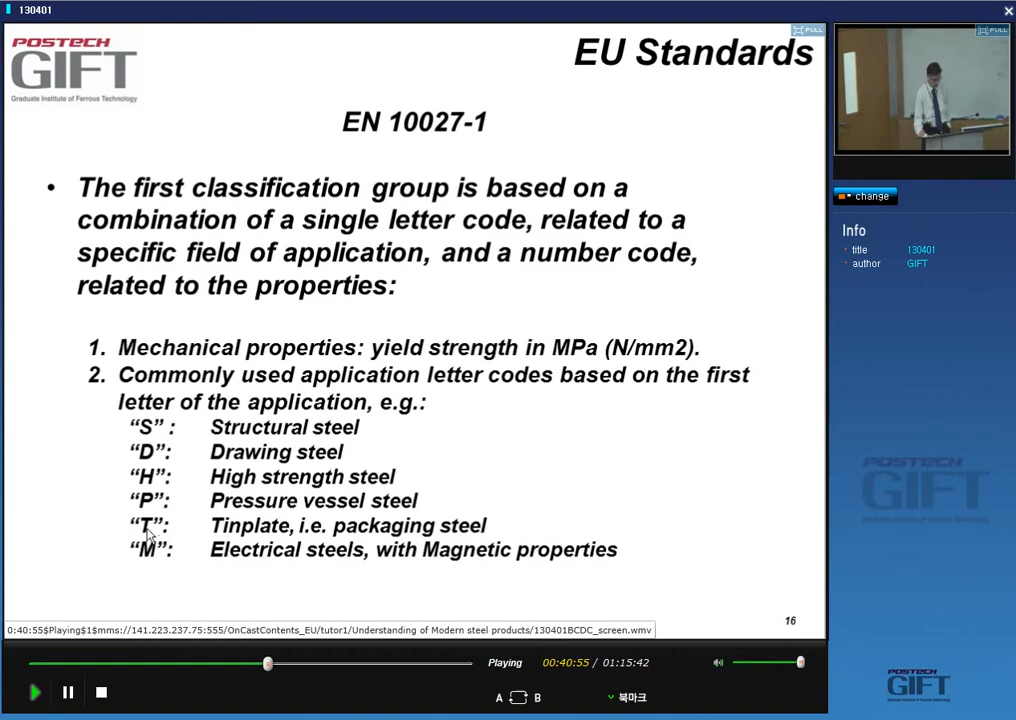 130401
POSTECH
GIFT
Graduate Institute of Ferrous Technology
EU Standards
FULL
EN 10027-1
• The first classification group is based on a
combination of a single letter code, related to a
specific field of application, and a number code,
related to the properties:
1. Mechanical properties: yield strength in MPa (N/mm2).
2. Commonly used application letter codes based on the first
letter of the application, e.g.:
“S” : Structural steel
“D”: Drawing steel
“H”: High strength steel
“P”: Pressure vessel steel
“T”: Tinplate, i.e. packaging steel
“M”: Electrical steels, with Magnetic properties
16
0:40:55$Playing$1$mms://141.223.237.75:555/OnCastContents_EU/tutor1/Understanding of Modern steel products/130401BCDC_screen.wmv
FULL
change
Info
title 130401
author GIFT
POSTECH
GIFT
Playing 00:40:55 / 01:15:42
A B 북마크
POSTECH
GIFT